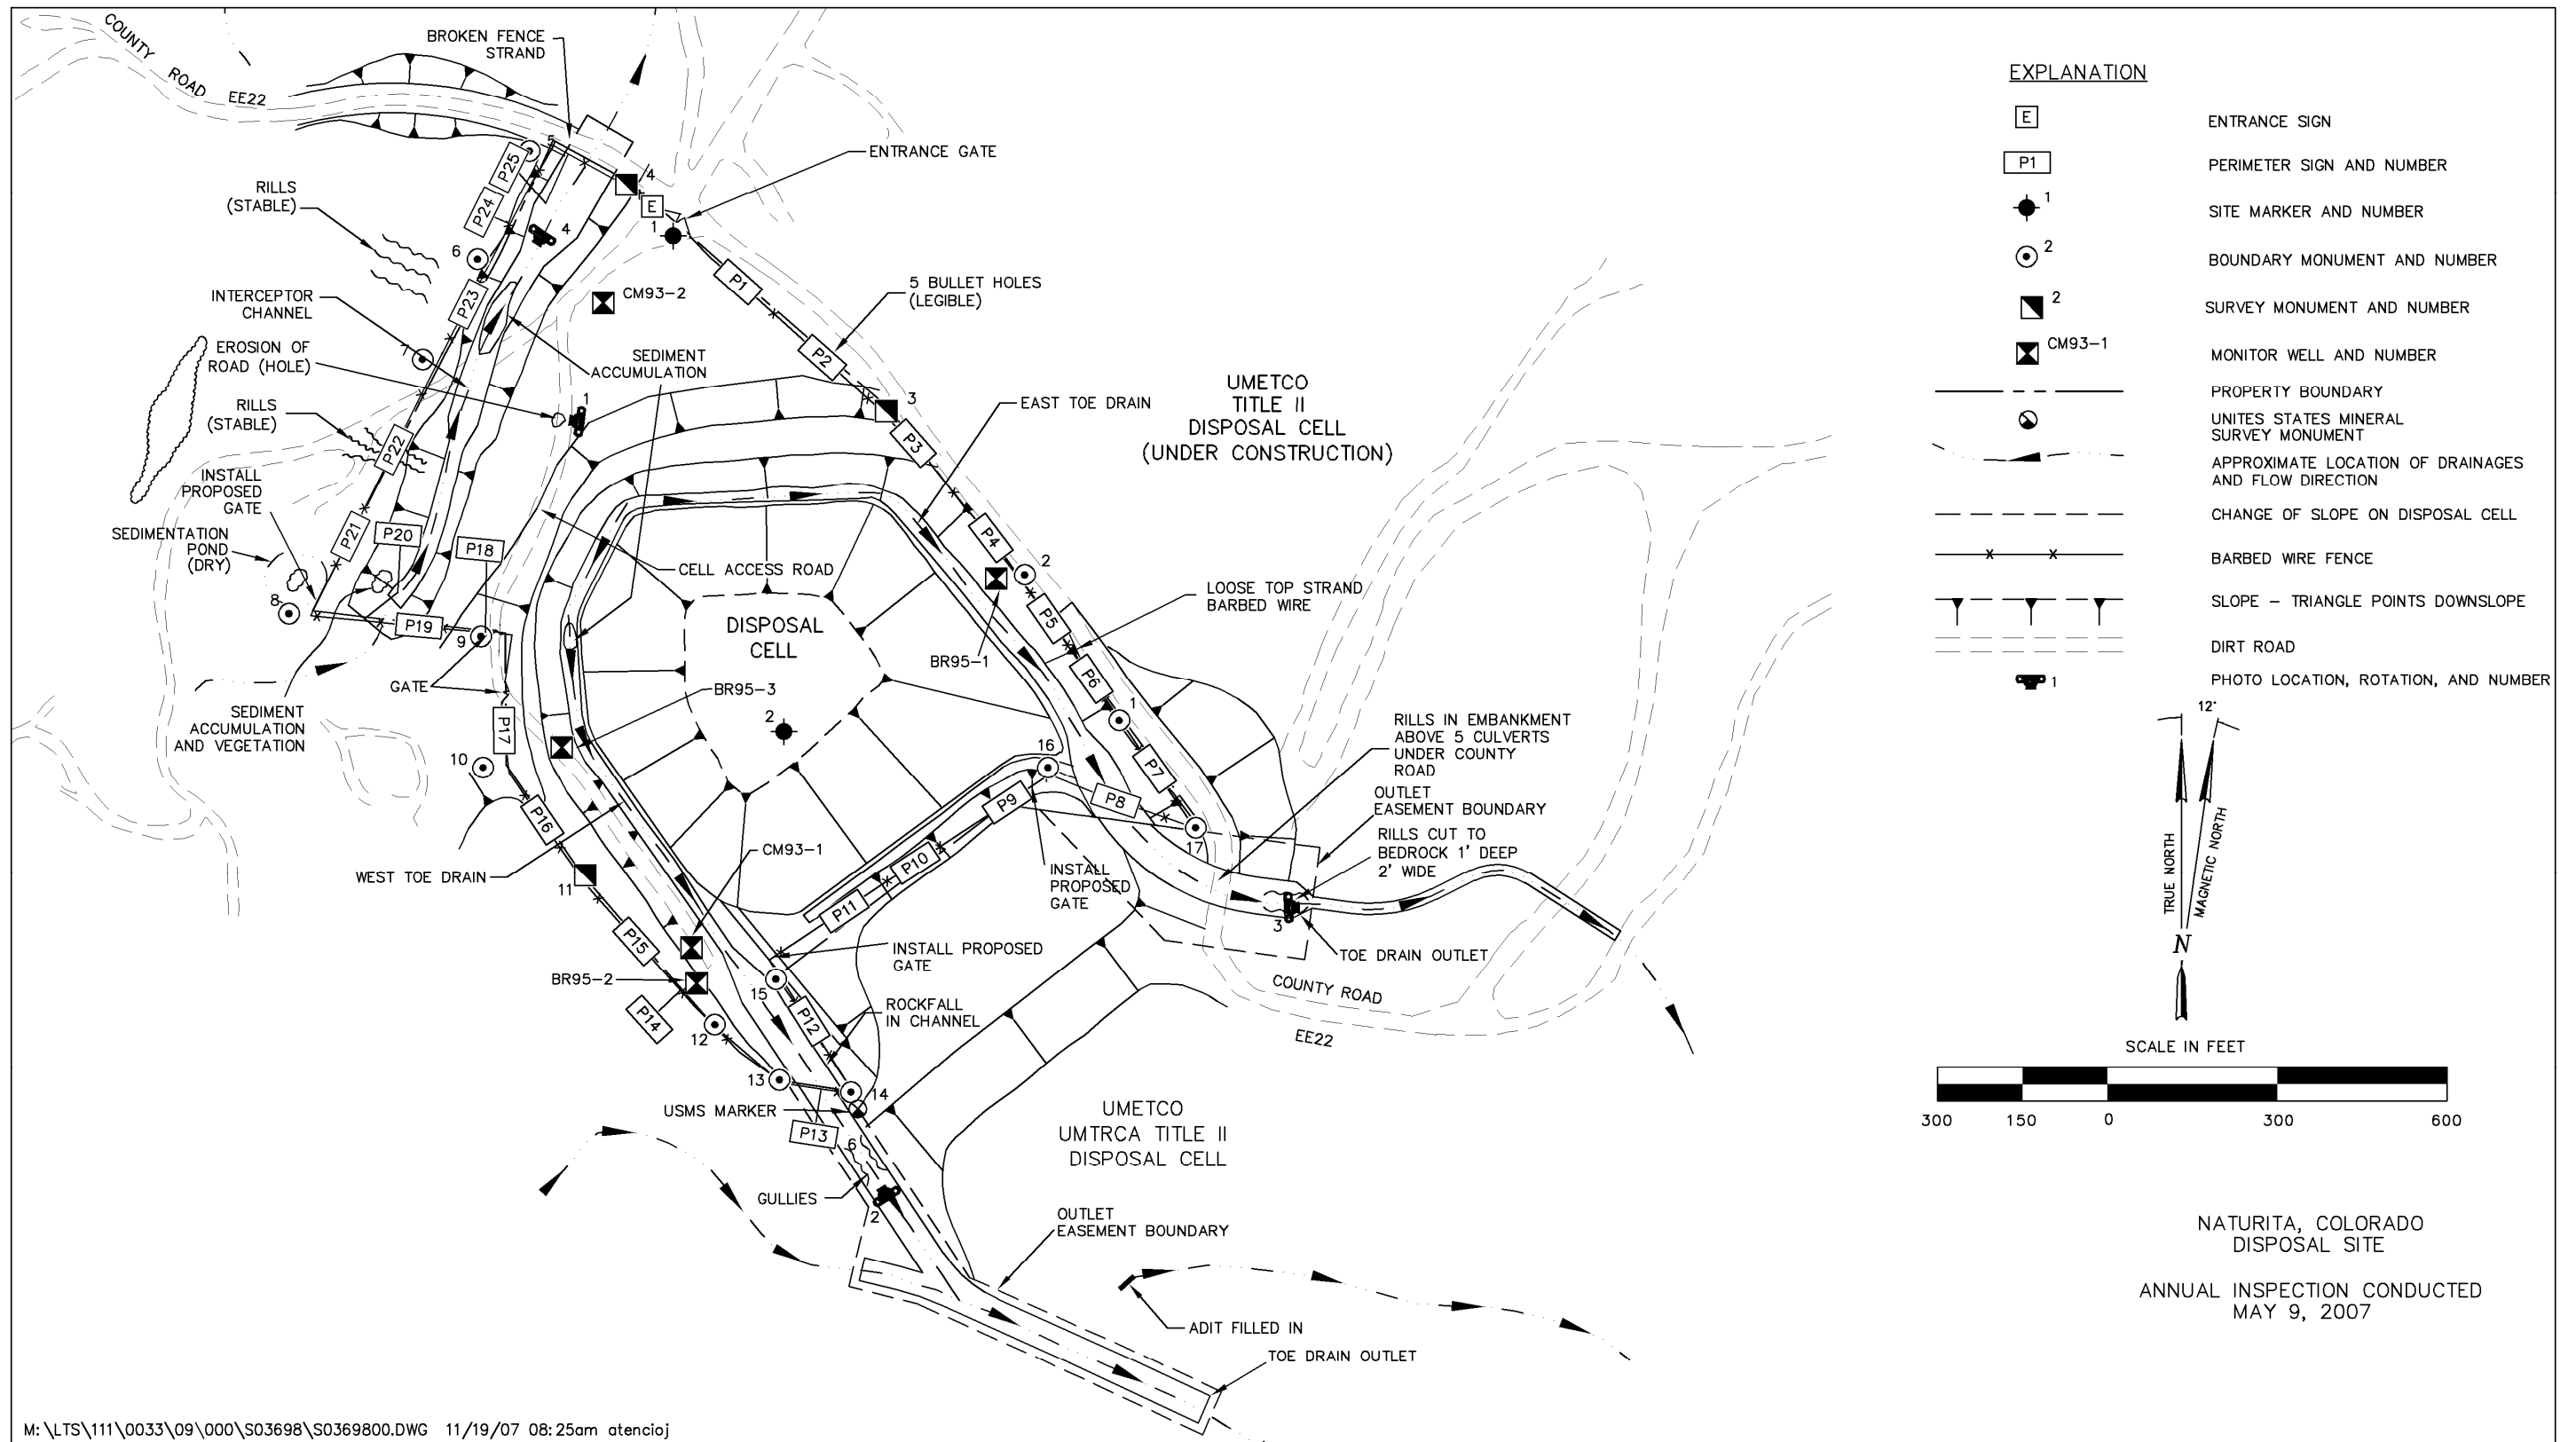 COUNTY
ROAD EE22
BROKEN FENCE
STRAND
ENTRANCE GATE
RILLS
(STABLE)
5
4
E
1
P25
P24
4
6
CM93-2
P1
5 BULLET HOLES
(LEGIBLE)
INTERCEPTOR
CHANNEL
P23
EROSION OF
ROAD (HOLE)
7
SEDIMENT
ACCUMULATION
P2
RILLS
(STABLE)
1
3
EAST TOE DRAIN
UMETCO
TITLE II
DISPOSAL CELL
(UNDER CONSTRUCTION)
P22
P3
INSTALL
PROPOSED
GATE
SEDIMENTATION
POND
(DRY)
P21
P20
P18
P4
2
CELL ACCESS ROAD
LOOSE TOP STRAND
BARBED WIRE
8
P19
9
DISPOSAL
CELL
P5
BR95-1
GATE
BR95-3
P6
SEDIMENT
ACCUMULATION
AND VEGETATION
P17
2
1
16
RILLS IN EMBANKMENT
ABOVE 5 CULVERTS
UNDER COUNTY
ROAD
10
P7
OUTLET
EASEMENT BOUNDARY
P16
P9
P8
RILLS CUT TO
BEDROCK 1' DEEP
2' WIDE
17
CM93-1
P10
WEST TOE DRAIN
11
INSTALL
PROPOSED
GATE
P11
3
P15
INSTALL PROPOSED
GATE
TOE DRAIN OUTLET
BR95-2
15
COUNTY ROAD
EE22
P14
P12
ROCKFALL
IN CHANNEL
12
13
14
USMS MARKER
UMETCO
UMTRCA TITLE II
DISPOSAL CELL
P13
6
GULLIES
2
OUTLET
EASEMENT BOUNDARY
ADIT FILLED IN
TOE DRAIN OUTLET
M:\LTS\111\0033\09\000\S03698\S0369800.DWG 11/19/07 08:25am atencioj
EXPLANATION
E ENTRANCE SIGN
P1 PERIMETER SIGN AND NUMBER
1 SITE MARKER AND NUMBER
2 BOUNDARY MONUMENT AND NUMBER
2 SURVEY MONUMENT AND NUMBER
CM93-1 MONITOR WELL AND NUMBER
PROPERTY BOUNDARY
UNITES STATES MINERAL
SURVEY MONUMENT
APPROXIMATE LOCATION OF DRAINAGES
AND FLOW DIRECTION
CHANGE OF SLOPE ON DISPOSAL CELL
BARBED WIRE FENCE
SLOPE – TRIANGLE POINTS DOWNSLOPE
DIRT ROAD
1 PHOTO LOCATION, ROTATION, AND NUMBER
12°
TRUE NORTH
MAGNETIC NORTH
N
SCALE IN FEET
300 150 0 300 600
NATURITA, COLORADO
DISPOSAL SITE
ANNUAL INSPECTION CONDUCTED
MAY 9, 2007